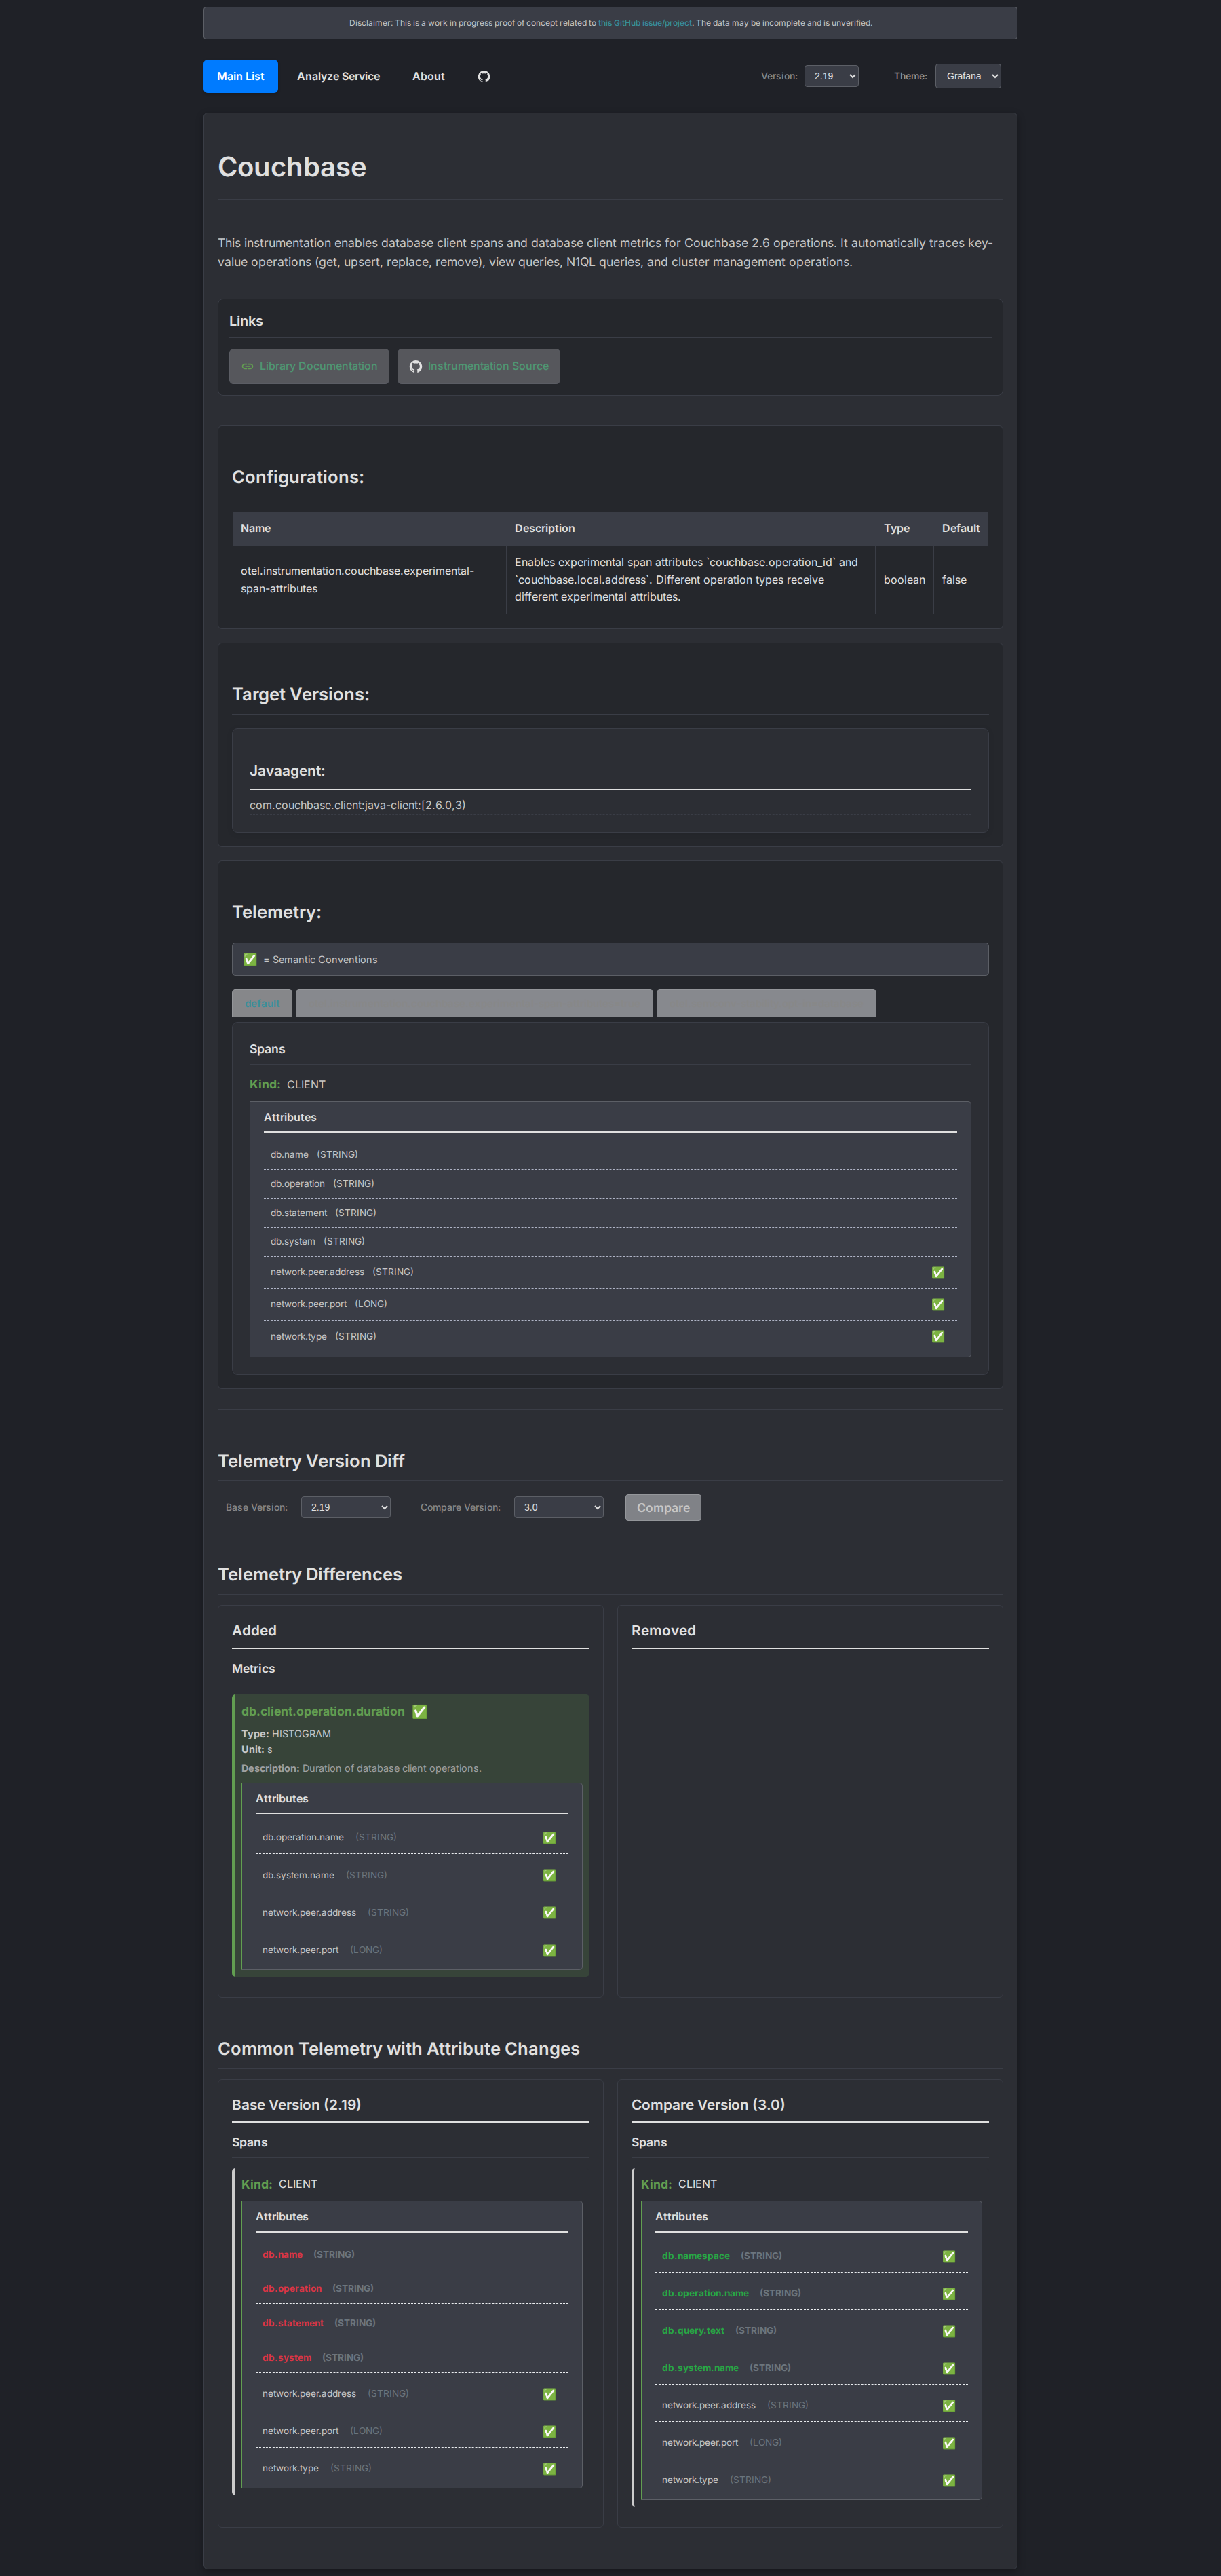 Disclaimer: This is a work in progress proof of concept related to this GitHub issue/project. The data may be incomplete and is unverified.
Main List
Analyze Service
About
Version:
2.19
Theme:
Grafana
Couchbase
This instrumentation enables database client spans and database client metrics for Couchbase 2.6 operations. It automatically traces key-
value operations (get, upsert, replace, remove), view queries, N1QL queries, and cluster management operations.
Links
Library Documentation
Instrumentation Source
Configurations:
Name Description Type Default
otel.instrumentation.couchbase.experimental-
span-attributes
Enables experimental span attributes `couchbase.operation_id` and
`couchbase.local.address`. Different operation types receive
different experimental attributes.
boolean
false
Target Versions:
Javaagent:
com.couchbase.client:java-client:[2.6.0,3)
Telemetry:
✅ = Semantic Conventions
default
Spans
Kind: CLIENT
Attributes
db.name (STRING)
db.operation (STRING)
db.statement (STRING)
db.system (STRING)
network.peer.address (STRING) ✅
network.peer.port (LONG) ✅
network.type (STRING) ✅
Telemetry Version Diff
Base Version:
2.19
Compare Version:
3.0
Compare
Telemetry Differences
Added
Metrics
db.client.operation.duration ✅
Type: HISTOGRAM
Unit: s
Description: Duration of database client operations.
Attributes
db.operation.name (STRING) ✅
db.system.name (STRING) ✅
network.peer.address (STRING) ✅
network.peer.port (LONG) ✅
Removed
Common Telemetry with Attribute Changes
Base Version (2.19)
Spans
Kind: CLIENT
Attributes
db.name (STRING)
db.operation (STRING)
db.statement (STRING)
db.system (STRING)
network.peer.address (STRING) ✅
network.peer.port (LONG) ✅
network.type (STRING) ✅
Compare Version (3.0)
Spans
Kind: CLIENT
Attributes
db.namespace (STRING) ✅
db.operation.name (STRING) ✅
db.query.text (STRING) ✅
db.system.name (STRING) ✅
network.peer.address (STRING) ✅
network.peer.port (LONG) ✅
network.type (STRING) ✅